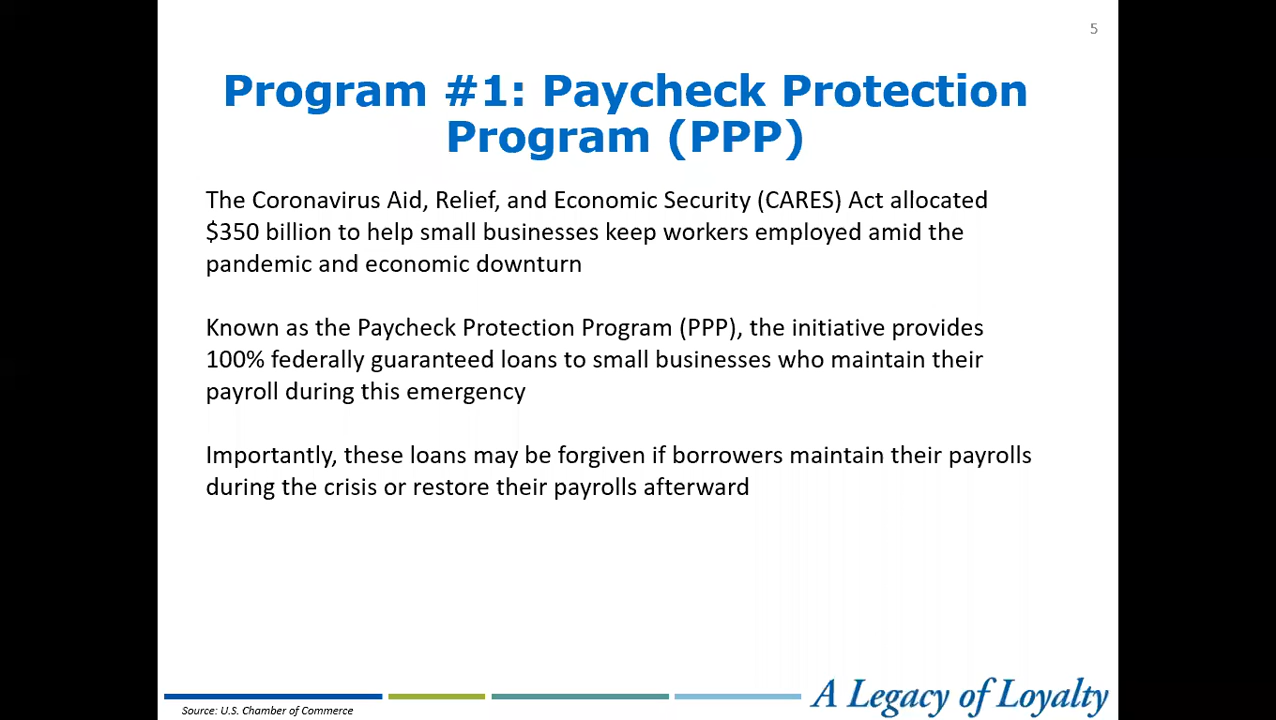 5
Program #1: Paycheck Protection
Program (PPP)
The Coronavirus Aid, Relief, and Economic Security (CARES) Act allocated
$350 billion to help small businesses keep workers employed amid the
pandemic and economic downturn
Known as the Paycheck Protection Program (PPP), the initiative provides
100% federally guaranteed loans to small businesses who maintain their
payroll during this emergency
Importantly, these loans may be forgiven if borrowers maintain their payrolls
during the crisis or restore their payrolls afterward
A Legacy of Loyalty
Source: U.S. Chamber of Commerce